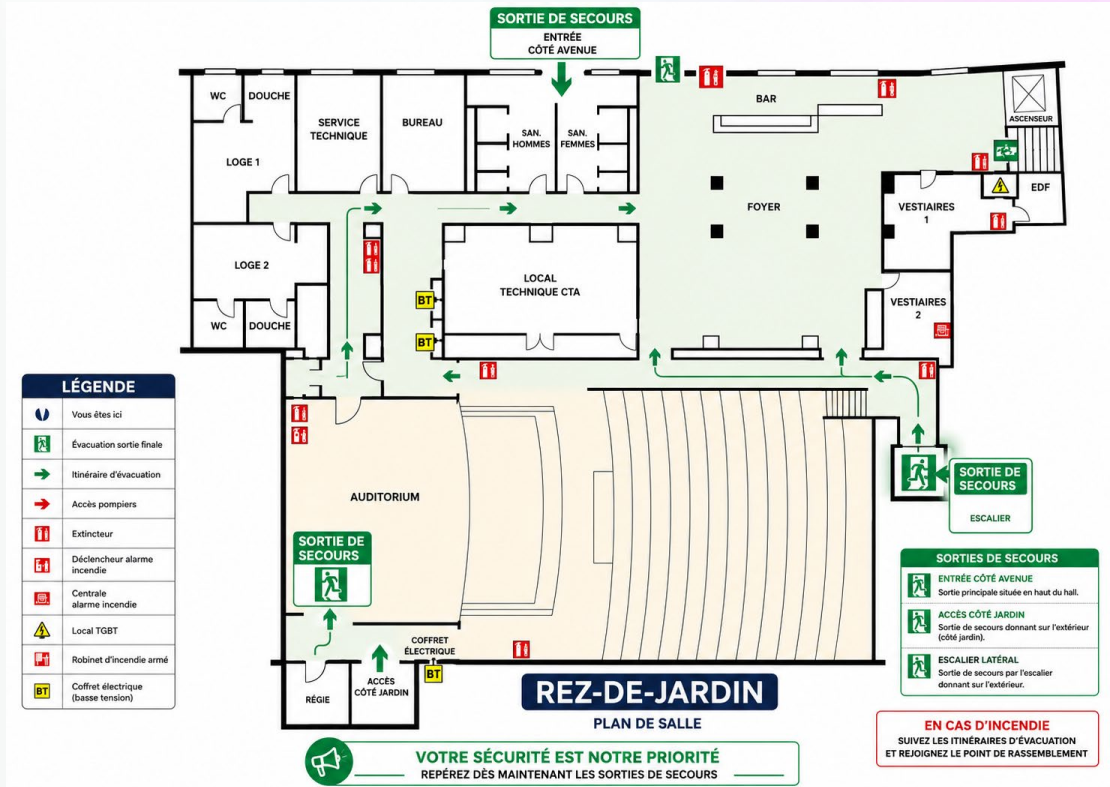 SORTIE DE SECOURS
ENTRÉE
CÔTÉ AVENUE
WC
DOUCHE
SERVICE
TECHNIQUE
BUREAU
SAN.
HOMMES
SAN.
FEMMES
BAR
ASCENSEUR
LOGE 1
EDF
VESTIAIRES
1
FOYER
LOGE 2
LOCAL
TECHNIQUE CTA
BT
BT
VESTIAIRES
2
WC
DOUCHE
LÉGENDE
Vous êtes ici
Évacuation sortie finale
Itinéraire d'évacuation
Accès pompiers
Extincteur
Déclencheur alarme
incendie
Centrale
alarme incendie
Local TGBT
Robinet d'incendie armé
BT
Coffret électrique
(basse tension)
AUDITORIUM
SORTIE DE
SECOURS
SORTIE DE
SECOURS
ESCALIER
COFFRET
ÉLECTRIQUE
BT
ACCÈS
CÔTÉ JARDIN
RÉGIE
SORTIES DE SECOURS
ENTRÉE CÔTÉ AVENUE
Sortie principale située en haut du hall.
ACCÈS CÔTÉ JARDIN
Sortie de secours donnant sur l'extérieur
(côté jardin).
ESCALIER LATÉRAL
Sortie de secours par l'escalier
donnant sur l'extérieur.
REZ-DE-JARDIN
PLAN DE SALLE
EN CAS D'INCENDIE
SUIVEZ LES ITINÉRAIRES D'ÉVACUATION
ET REJOIGNEZ LE POINT DE RASSEMBLEMENT
VOTRE SÉCURITÉ EST NOTRE PRIORITÉ
REPÉREZ DÈS MAINTENANT LES SORTIES DE SECOURS